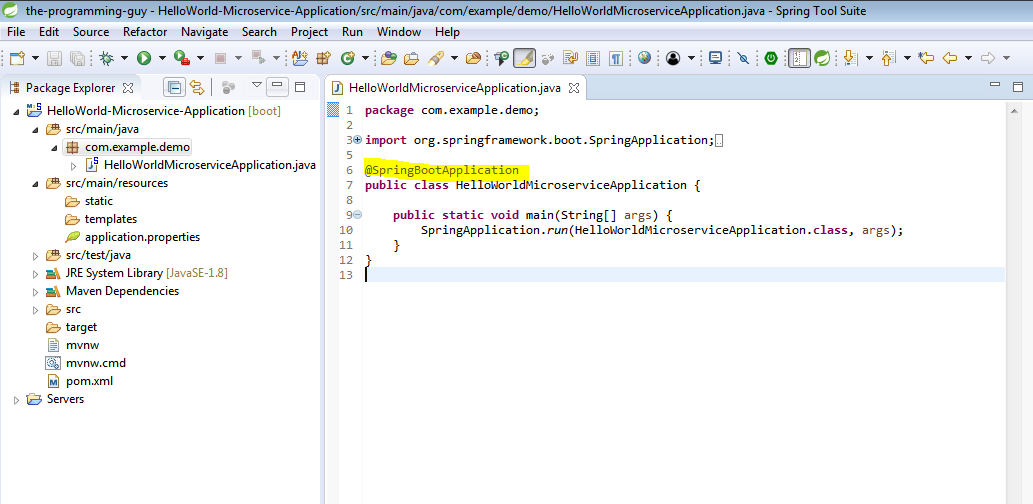 the-programming-guy - HelloWorld-Microservice-Application/src/main/java/com/example/demo/HelloWorldMicroserviceApplication.java - Spring Tool Suite
File Edit Source Refactor Navigate Search Project Run Window Help
Package Explorer
HelloWorld-Microservice-Application [boot]
src/main/java
com.example.demo
HelloWorldMicroserviceApplication.java
src/main/resources
static
templates
application.properties
src/test/java
JRE System Library [JavaSE-1.8]
Maven Dependencies
src
target
mvnw
mvnw.cmd
pom.xml
Servers
HelloWorldMicroserviceApplication.java
1 package com.example.demo;
2
3 import org.springframework.boot.SpringApplication;
5
6 @SpringBootApplication
7 public class HelloWorldMicroserviceApplication {
8
9 public static void main(String[] args) {
10 SpringApplication.run(HelloWorldMicroserviceApplication.class, args);
11 }
12 }
13